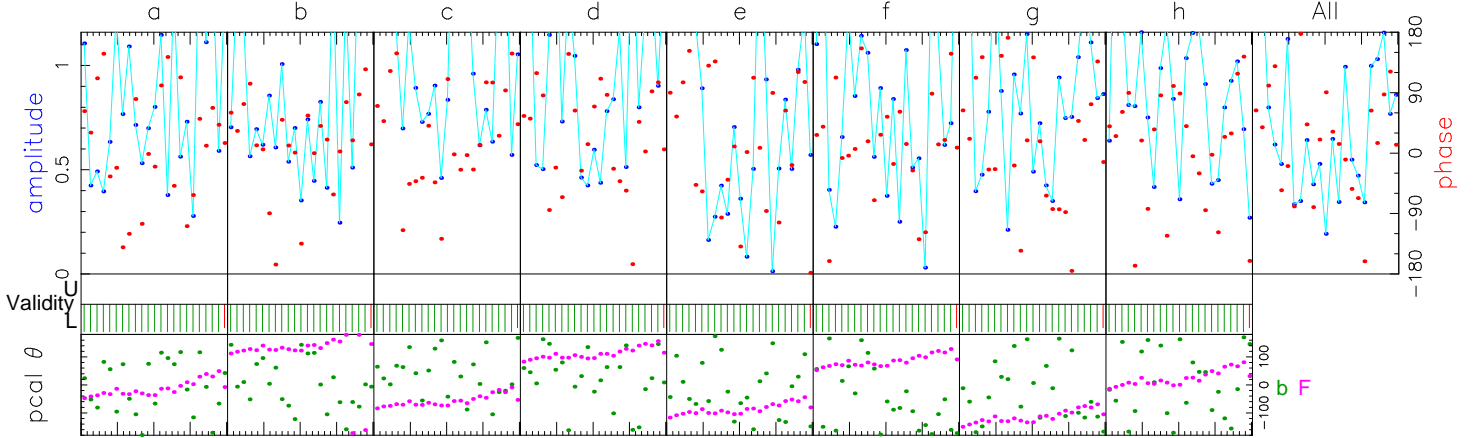 a b c d e f g h All
amplitude
1
0.5
0
180
90
0
−90
−180
phase
Validity
U
L
pcal θ
100
0
−100
b F